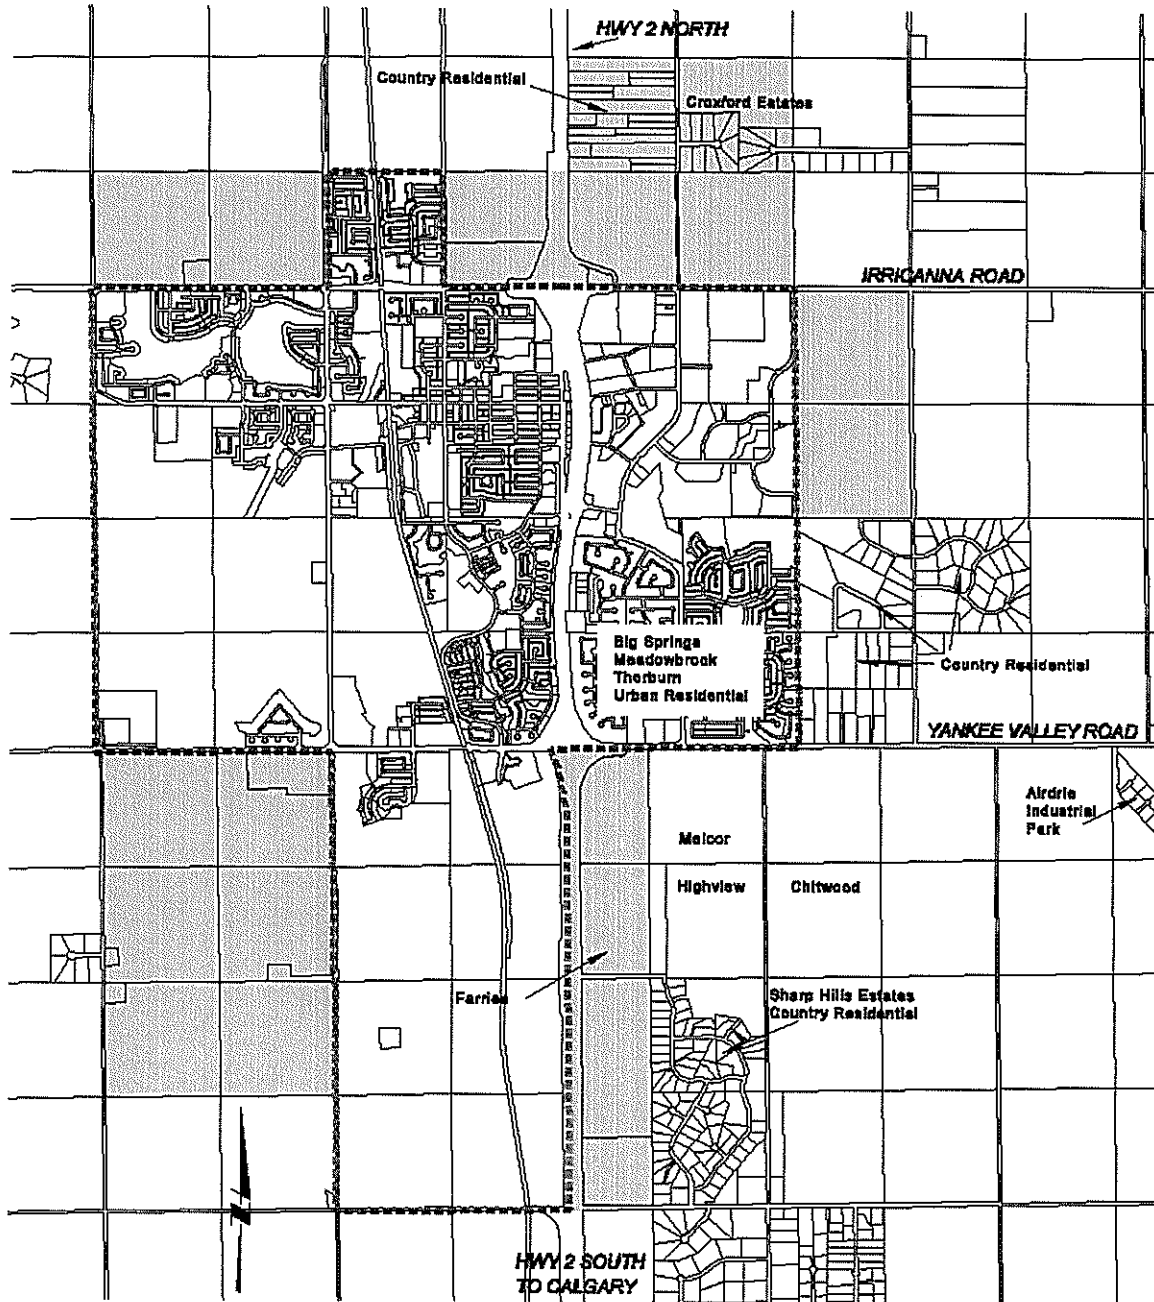 HWY 2 NORTH
Country Residential
Croxford Estates
IRRICANNA ROAD
Big Springs
Meadowbrook
Thorburn
Urban Residential
Country Residential
YANKEE VALLEY ROAD
Airdrie
Industrial
Park
Melcor
Highview
Chitwood
Farries
Sharp Hills Estates
Country Residential
N
HWY 2 SOUTH
TO CALGARY